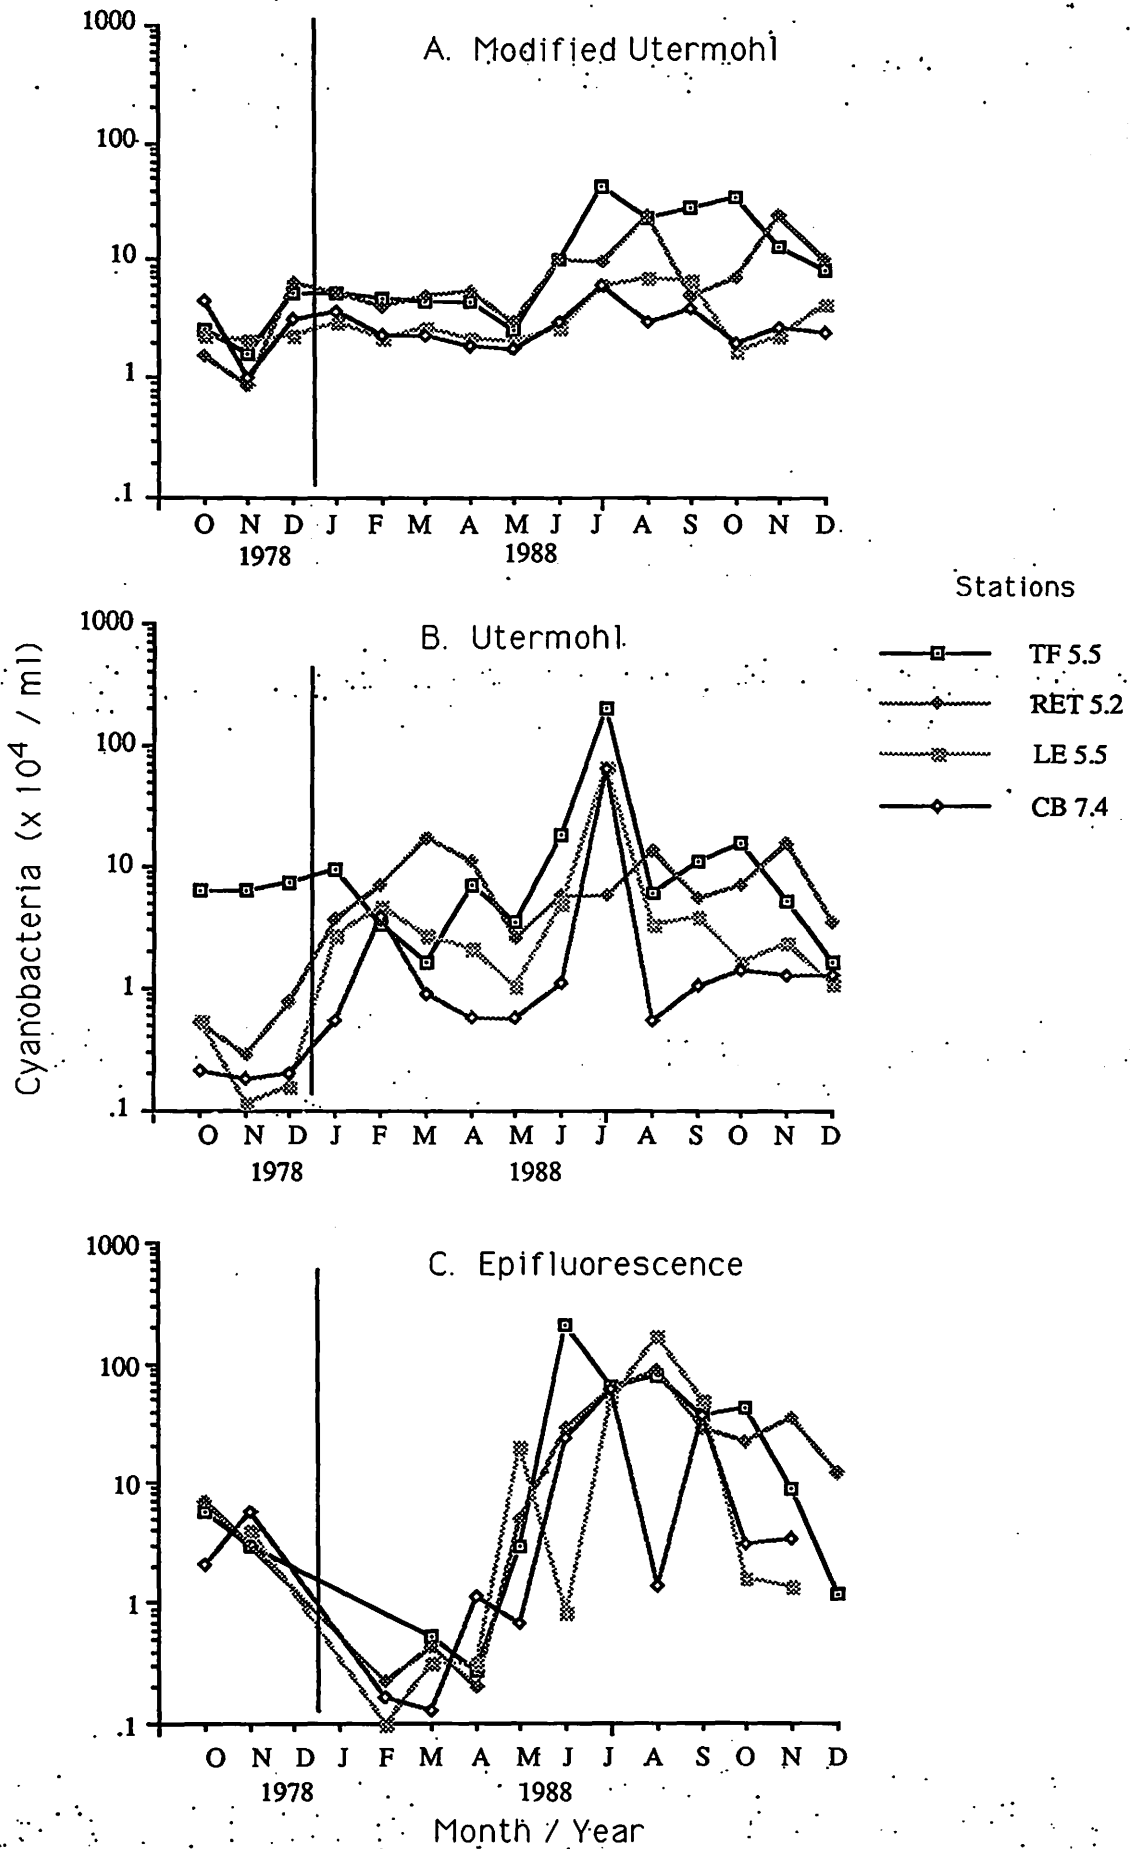 1000
A. Modified Utermohl
100
10
1
.1
O N D J F M A M J J A S O N D
1978 1988
Stations
TF 5.5
RET 5.2
LE 5.5
CB 7.4
Cyanobacteria (x 10⁴ / ml)
1000
B. Utermohl
100
10
1
.1
O N D J F M A M J J A S O N D
1978 1988
1000
C. Epifluorescence
100
10
1
.1
O N D J F M A M J J A S O N D
1978 1988
Month / Year